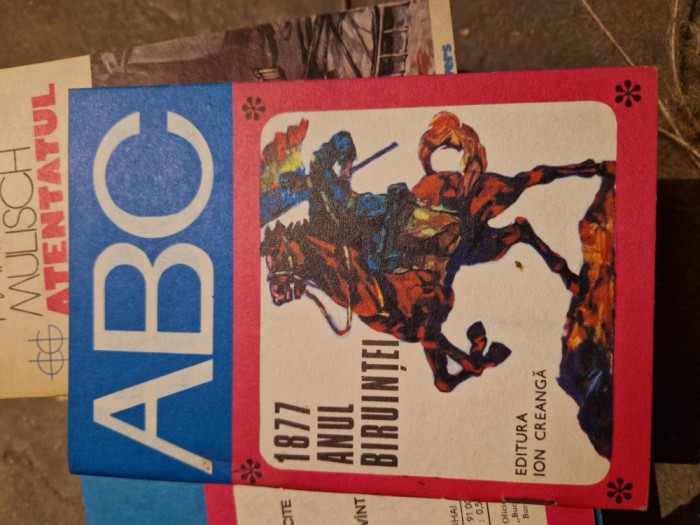 ABC
1877
ANUL
BIRUINȚEI
EDITURA
ION CREANGĂ
MULISCH
ATENTATUL